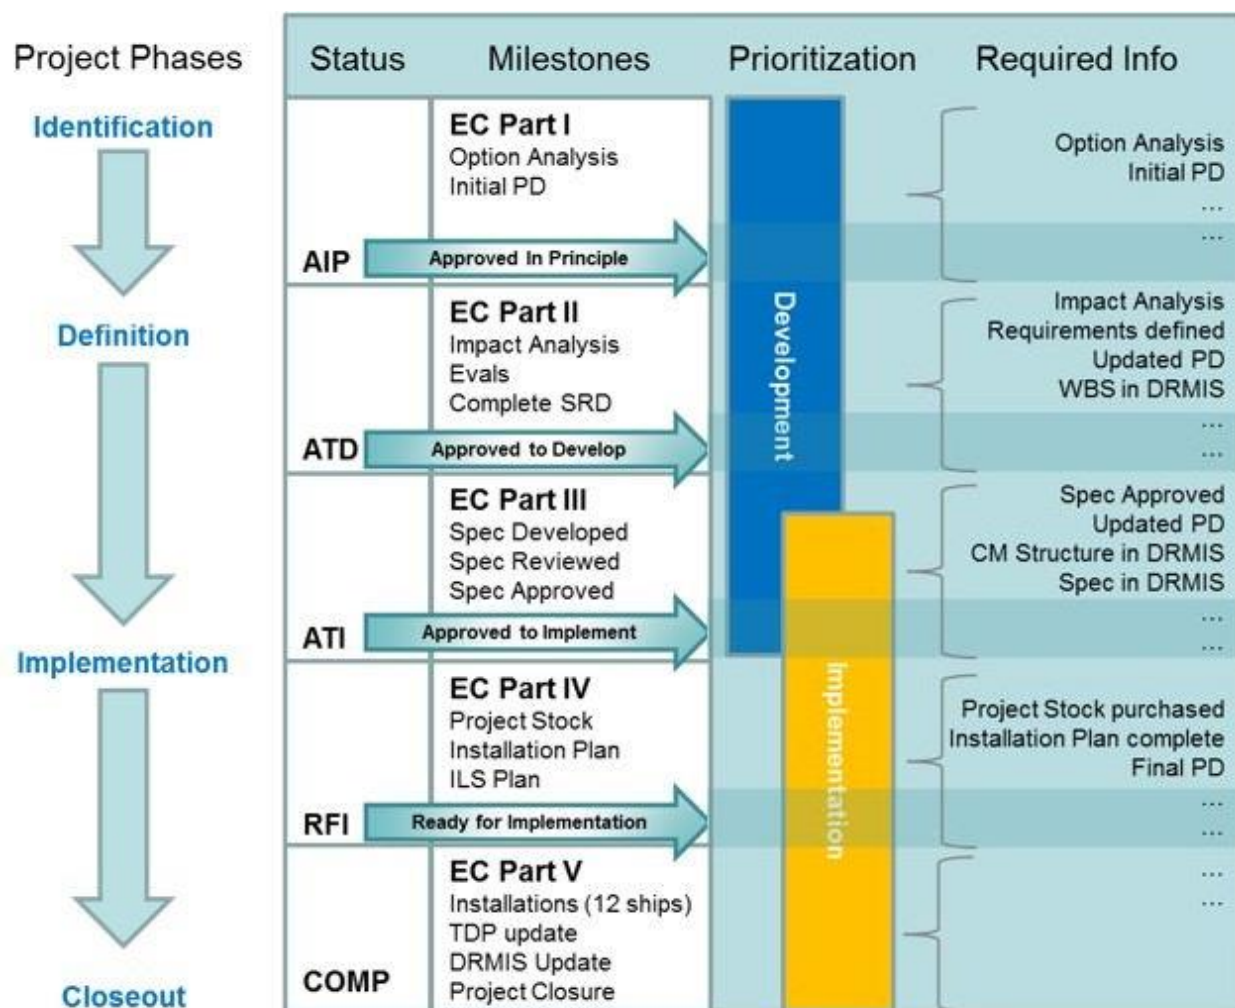 Project Phases
Status
Milestones
Prioritization
Required Info
Identification
EC Part I
Option Analysis
Initial PD
AIP
Approved In Principle
Option Analysis
Initial PD
...
...
Definition
EC Part II
Impact Analysis
Evals
Complete SRD
ATD
Approved to Develop
Development
Impact Analysis
Requirements defined
Updated PD
WBS in DRMIS
...
...
EC Part III
Spec Developed
Spec Reviewed
Spec Approved
ATI
Approved to Implement
Spec Approved
Updated PD
CM Structure in DRMIS
Spec in DRMIS
...
...
Implementation
EC Part IV
Project Stock
Installation Plan
ILS Plan
RFI
Ready for Implementation
Implementation
Project Stock purchased
Installation Plan complete
Final PD
...
...
EC Part V
Installations (12 ships)
TDP update
DRMIS Update
Project Closure
COMP
...
...
Closeout